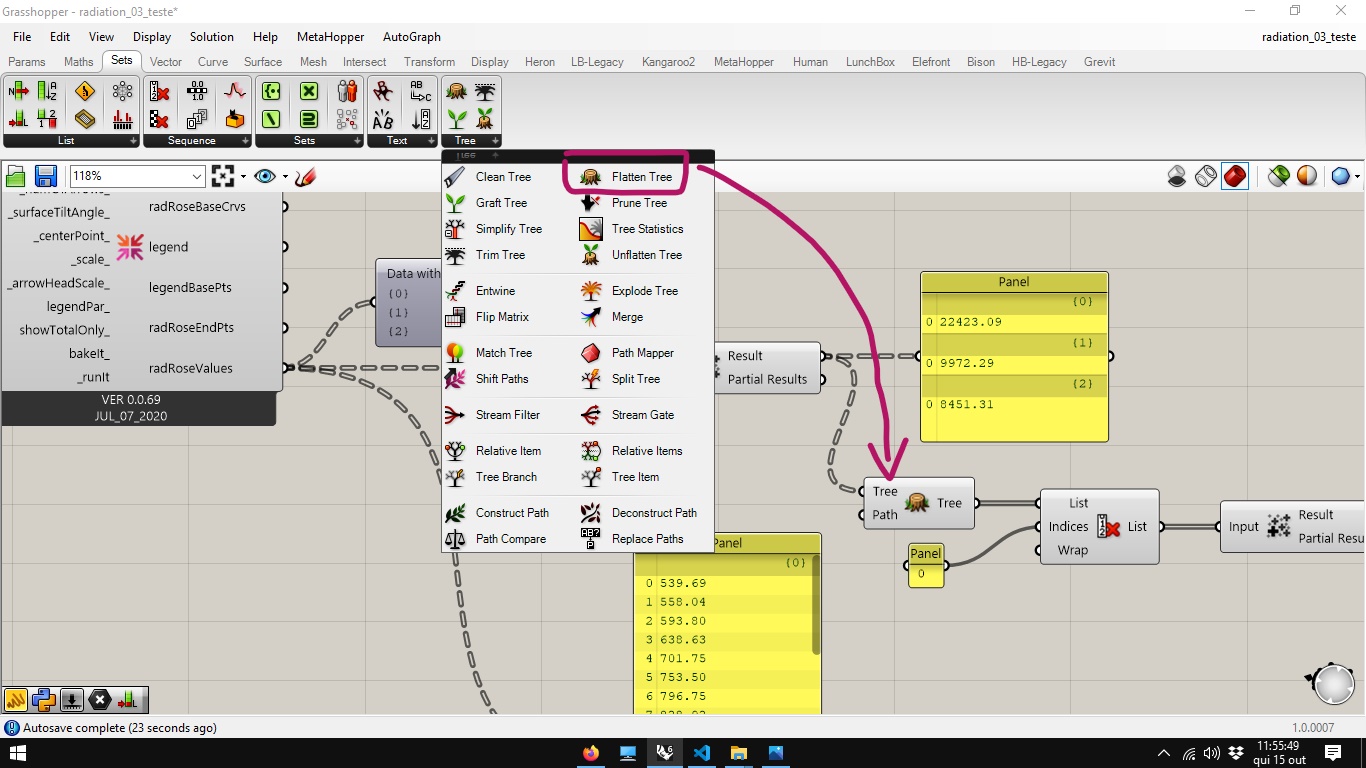 Grasshopper - radiation_03_teste*
File Edit View Display Solution Help MetaHopper AutoGraph radiation_03_teste
Params Maths Sets Vector Curve Surface Mesh Intersect Transform Display Heron LB-Legacy Kangaroo2 MetaHopper Human LunchBox Elefront Bison HB-Legacy Grevit
List Sequence Sets Text Tree
118%
Clean Tree Flatten Tree
Graft Tree Prune Tree
Simplify Tree Tree Statistics
Trim Tree Unflatten Tree
Entwine Explode Tree
Flip Matrix Merge
Match Tree Path Mapper
Shift Paths Split Tree
Stream Filter Stream Gate
Relative Item Relative Items
Tree Branch Tree Item
Construct Path Deconstruct Path
Path Compare Replace Paths
_surfaceTiltAngle_
_centerPoint_
_scale_
_arrowHeadScale_
legendPar_
showTotalOnly_
bakeIt_
_runIt
radRoseBaseCrvs
legend
legendBasePts
radRoseEndPts
radRoseValues
VER 0.0.69
JUL_07_2020
Data with
{0}
{1}
{2}
Result
Partial Results
Panel
{0}
0 22423.09
{1}
0 9972.29
{2}
0 8451.31
Tree
Path
Tree
List
Indices
Wrap
List
Panel
0
Input
Result
Partial Resu
Panel
{0}
0 539.69
1 558.04
2 593.80
3 638.63
4 701.75
5 753.50
6 796.75
Autosave complete (23 seconds ago)
1.0.0007
11:55:49
qui 15 out